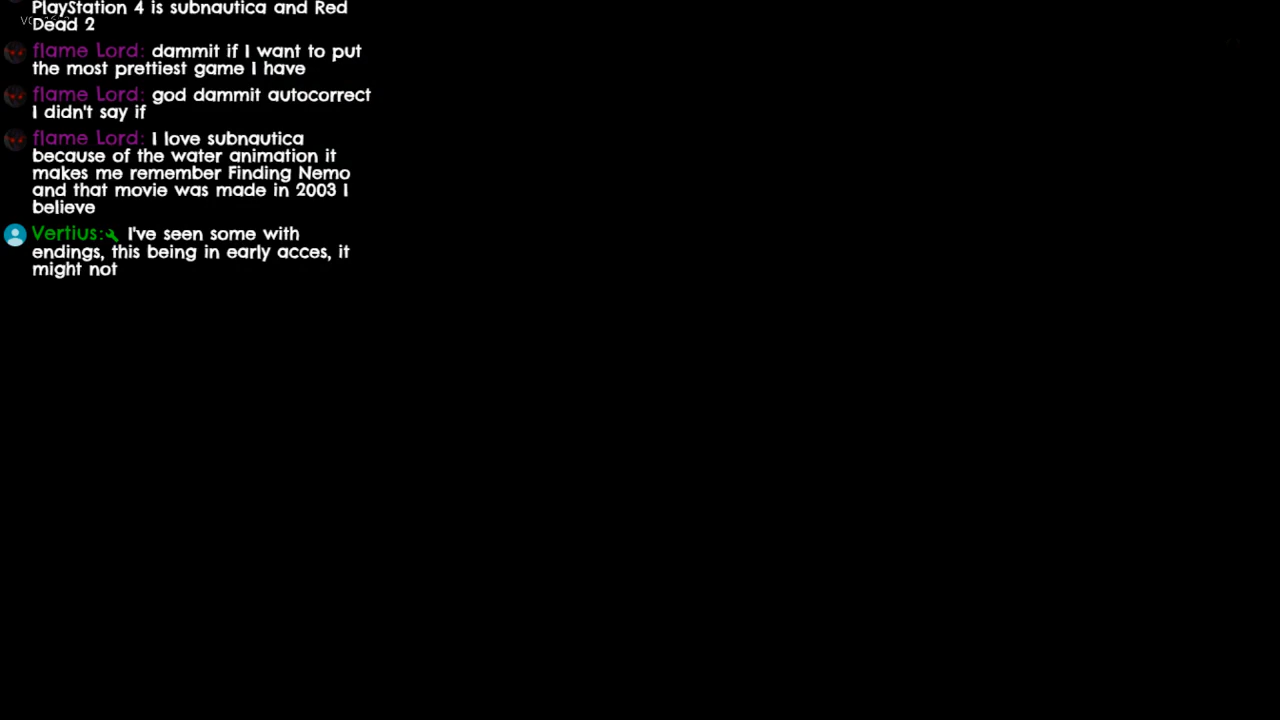 PlayStation 4 is subnautica and Red
Dead 2
flame Lord: dammit if I want to put
the most prettiest game I have
flame Lord: god dammit autocorrect
I didn't say if
flame Lord: I love subnautica
because of the water animation it
makes me remember Finding Nemo
and that movie was made in 2003 I
believe
Vertius: I've seen some with
endings, this being in early acces, it
might not